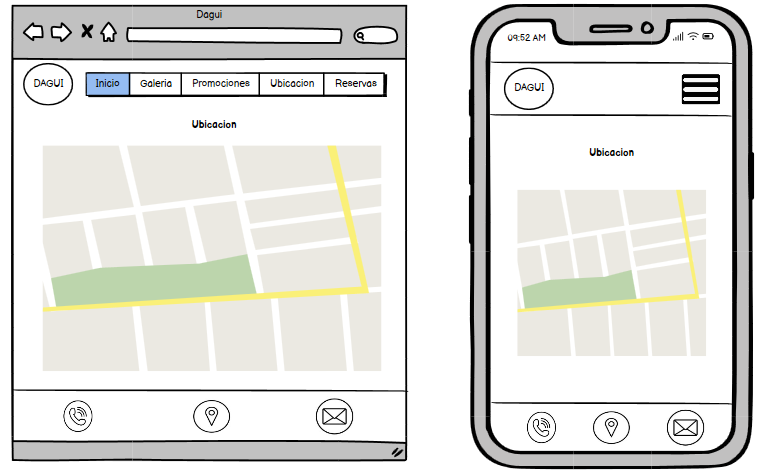 Dagui
DAGUI
Inicio Galeria Promociones Ubicacion Reservas
Ubicacion
09:52 AM
DAGUI
Ubicacion